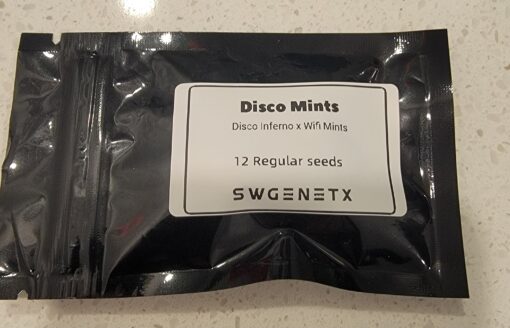 Disco Mints
Disco Inferno x Wifi Mints
12 Regular seeds
SWGENETX